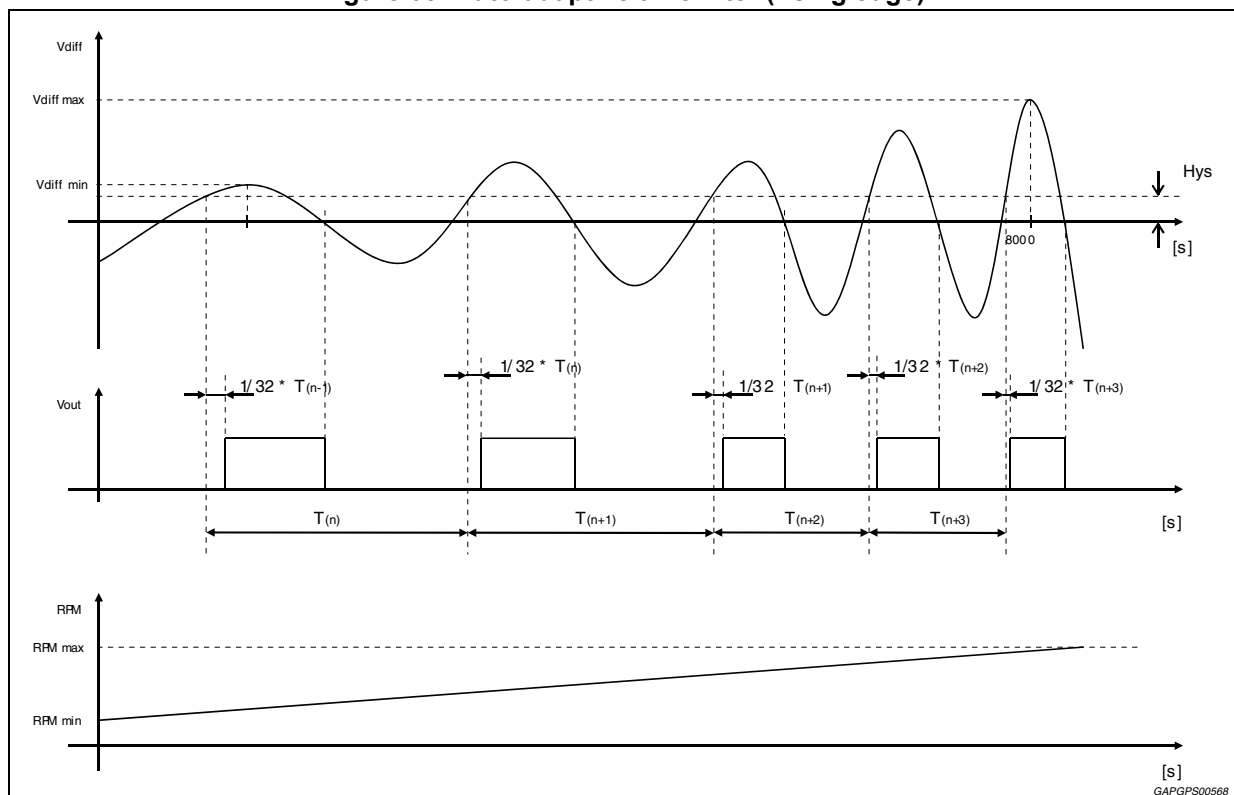 Vdiff
Vdiff max
Vdiff min
Hys
8000
[s]
1/32 * T(n-1)
1/32 * T(n)
1/32 T(n+1)
1/32 * T(n+2)
1/32 * T(n+3)
Vout
T(n)
T(n+1)
T(n+2)
T(n+3)
[s]
RPM
RPM max
RPM min
[s]
GAPGPS00568